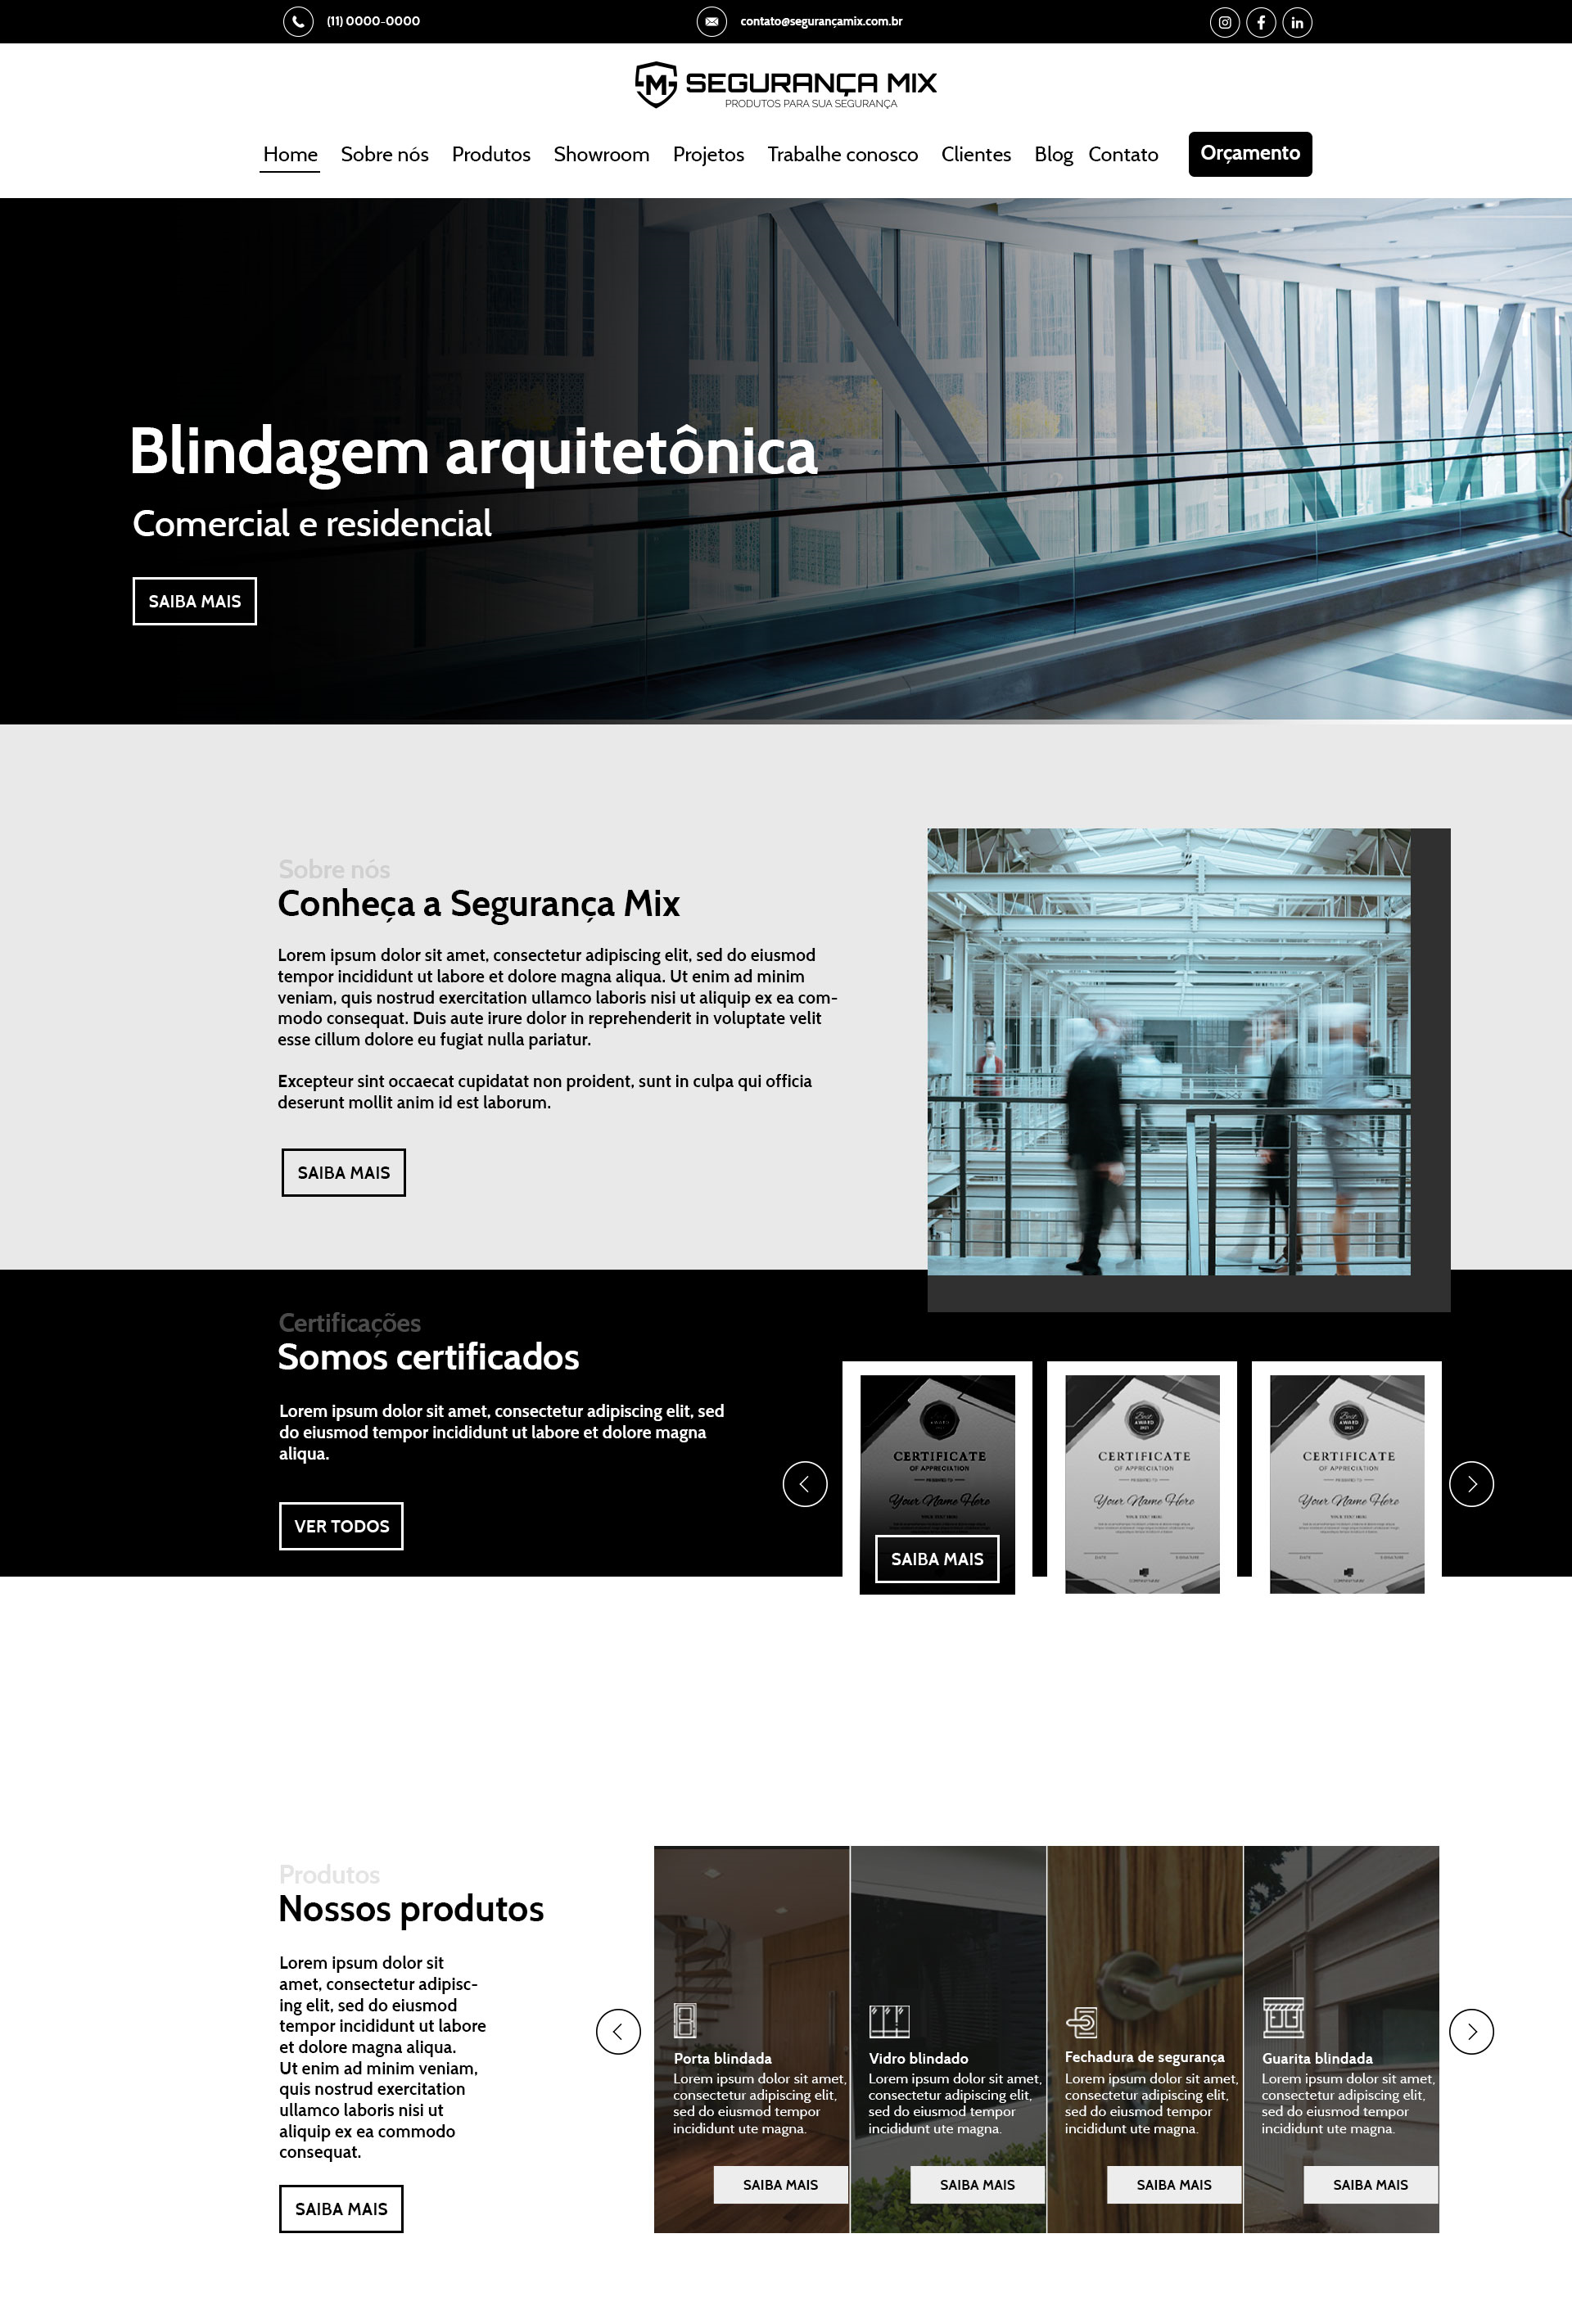 (11) 0000-0000
contato@segurançamix.com.br
SEGURANÇA MIX
PRODUTOS PARA SUA SEGURANÇA
Home Sobre nós Produtos Showroom Projetos Trabalhe conosco Clientes Blog Contato Orçamento
Blindagem arquitetônica
Comercial e residencial
SAIBA MAIS
Sobre nós
Conheça a Segurança Mix
Lorem ipsum dolor sit amet, consectetur adipiscing elit, sed do eiusmod
tempor incididunt ut labore et dolore magna aliqua. Ut enim ad minim
veniam, quis nostrud exercitation ullamco laboris nisi ut aliquip ex ea com-
modo consequat. Duis aute irure dolor in reprehenderit in voluptate velit
esse cillum dolore eu fugiat nulla pariatur.
Excepteur sint occaecat cupidatat non proident, sunt in culpa qui officia
deserunt mollit anim id est laborum.
SAIBA MAIS
Certificações
Somos certificados
Lorem ipsum dolor sit amet, consectetur adipiscing elit, sed
do eiusmod tempor incididunt ut labore et dolore magna
aliqua.
VER TODOS
CERTIFICATE
OF APPRECIATION
Your Name Here
SAIBA MAIS
Best
AWARD
2021
CERTIFICATE
OF APPRECIATION
Your Name Here
Best
AWARD
2021
CERTIFICATE
OF APPRECIATION
Your Name Here
Produtos
Nossos produtos
Lorem ipsum dolor sit
amet, consectetur adipisc-
ing elit, sed do eiusmod
tempor incididunt ut labore
et dolore magna aliqua.
Ut enim ad minim veniam,
quis nostrud exercitation
ullamco laboris nisi ut
aliquip ex ea commodo
consequat.
SAIBA MAIS
Porta blindada
Lorem ipsum dolor sit amet,
consectetur adipiscing elit,
sed do eiusmod tempor
incididunt ute magna.
SAIBA MAIS
Vidro blindado
Lorem ipsum dolor sit amet,
consectetur adipiscing elit,
sed do eiusmod tempor
incididunt ute magna.
SAIBA MAIS
Fechadura de segurança
Lorem ipsum dolor sit amet,
consectetur adipiscing elit,
sed do eiusmod tempor
incididunt ute magna.
SAIBA MAIS
Guarita blindada
Lorem ipsum dolor sit amet,
consectetur adipiscing elit,
sed do eiusmod tempor
incididunt ute magna.
SAIBA MAIS